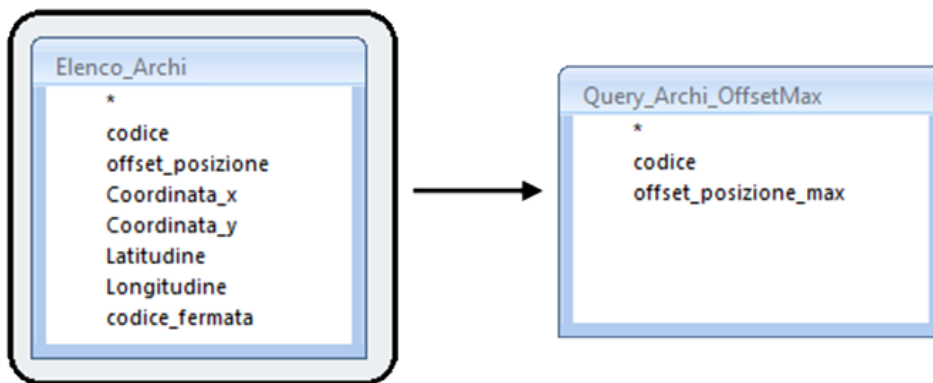 Elenco_Archi
*
codice
offset_posizione
Coordinata_x
Coordinata_y
Latitudine
Longitudine
codice_fermata
Query_Archi_OffsetMax
*
codice
offset_posizione_max